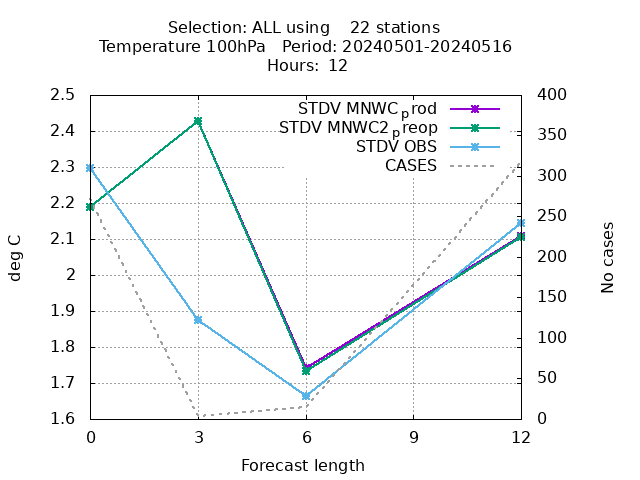 Selection: ALL using    22 stations
Temperature 100hPa   Period: 20240501-20240516
Hours:  12
STDV MNWC_prod
STDV MNWC2_preop
STDV OBS
CASES
2.5
2.4
2.3
2.2
2.1
2
1.9
1.8
1.7
1.6
deg C
400
350
300
250
200
150
100
50
0
No cases
0 3 6 9 12
Forecast length